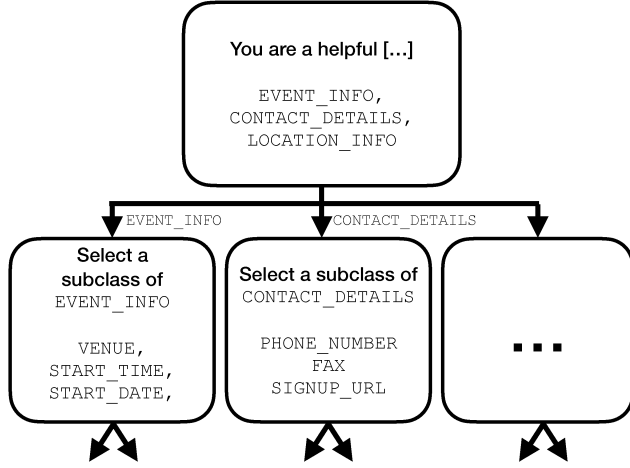 You are a helpful […]
EVENT_INFO,
CONTACT_DETAILS,
LOCATION_INFO
EVENT_INFO
CONTACT_DETAILS
Select a
subclass of
EVENT_INFO
VENUE,
START_TIME,
START_DATE,
Select a subclass of
CONTACT_DETAILS
PHONE_NUMBER
FAX
SIGNUP_URL
...